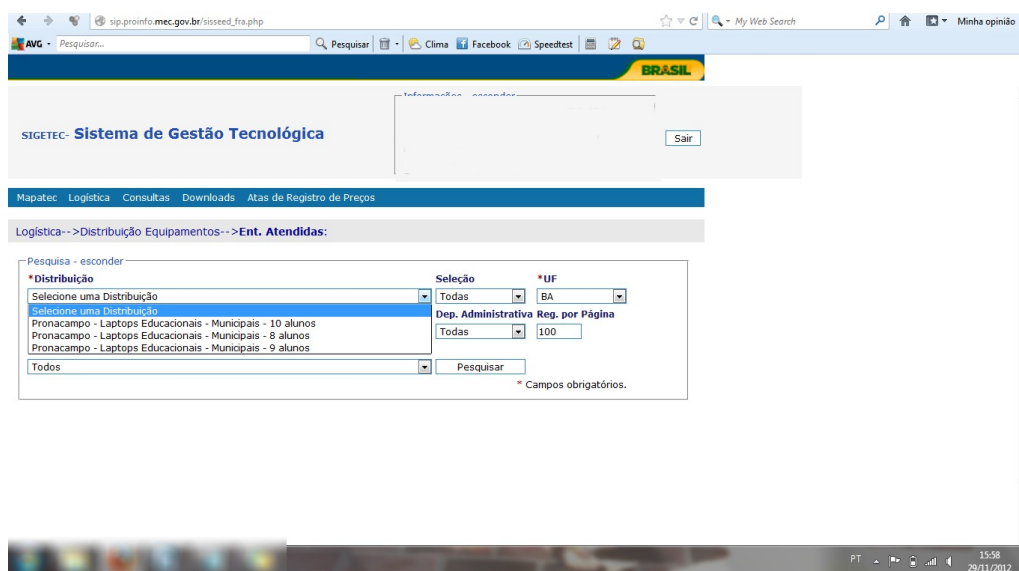 sip.proinfo.mec.gov.br/sisseed_fra.php
My Web Search
Minha opinião
AVG
Pesquisar...
Pesquisar
Clima
Facebook
Speedtest
BRASIL
Informações - esconder
SIGETEC- Sistema de Gestão Tecnológica
Sair
Mapatec Logística Consultas Downloads Atas de Registro de Preços
Logística-->Distribuição Equipamentos-->Ent. Atendidas:
Pesquisa - esconder
*Distribuição Seleção *UF
Selecione uma Distribuição Todas BA
Selecione uma Distribuição Dep. Administrativa Reg. por Página
Pronacampo - Laptops Educacionais - Municipais - 10 alunos
Pronacampo - Laptops Educacionais - Municipais - 8 alunos Todas 100
Pronacampo - Laptops Educacionais - Municipais - 9 alunos
Todos Pesquisar
* Campos obrigatórios.
PT
15:58
29/11/2012